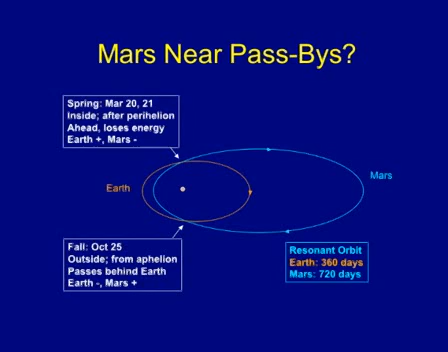 Mars Near Pass-Bys?
Spring: Mar 20, 21
Inside; after perihelion
Ahead, loses energy
Earth +, Mars -
Mars
Earth
Fall: Oct 25
Outside; from aphelion
Passes behind Earth
Earth -, Mars +
Resonant Orbit
Earth: 360 days
Mars: 720 days